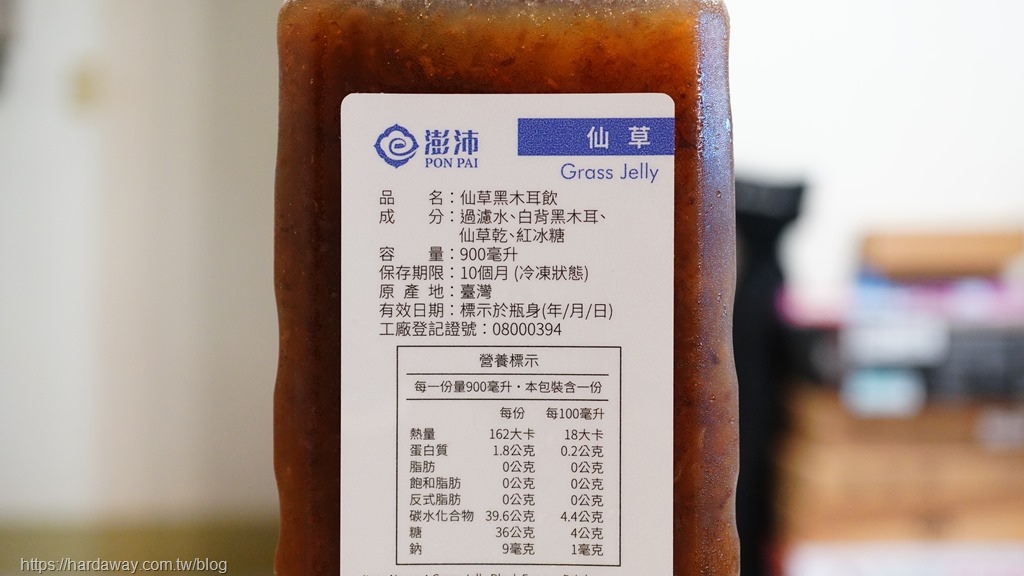 澎沛
PON PAI
仙草
Grass Jelly
品名：仙草黑木耳飲
成分：過濾水、白背黑木耳、
仙草乾、紅冰糖
容量：900毫升
保存期限：10個月 (冷凍狀態)
原產地：臺灣
有效日期：標示於瓶身(年/月/日)
工廠登記證號：08000394
營養標示
每一份量900毫升・本包裝含一份
每份 每100毫升
熱量 162大卡 18大卡
蛋白質 1.8公克 0.2公克
脂肪 0公克 0公克
飽和脂肪 0公克 0公克
反式脂肪 0公克 0公克
碳水化合物 39.6公克 4.4公克
糖 36公克 4公克
鈉 9毫克 1毫克
https://hardaway.com.tw/blog